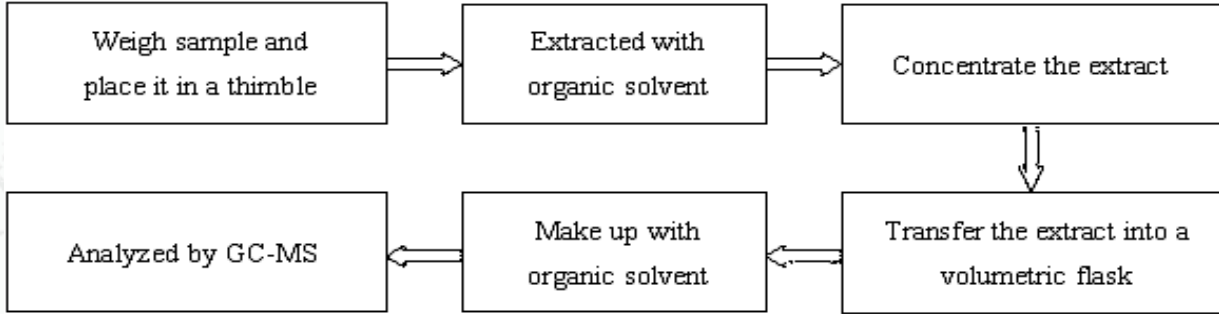 Weigh sample and
place it in a thimble
Extracted with
organic solvent
Concentrate the extract
Transfer the extract into a
volumetric flask
Make up with
organic solvent
Analyzed by GC-MS